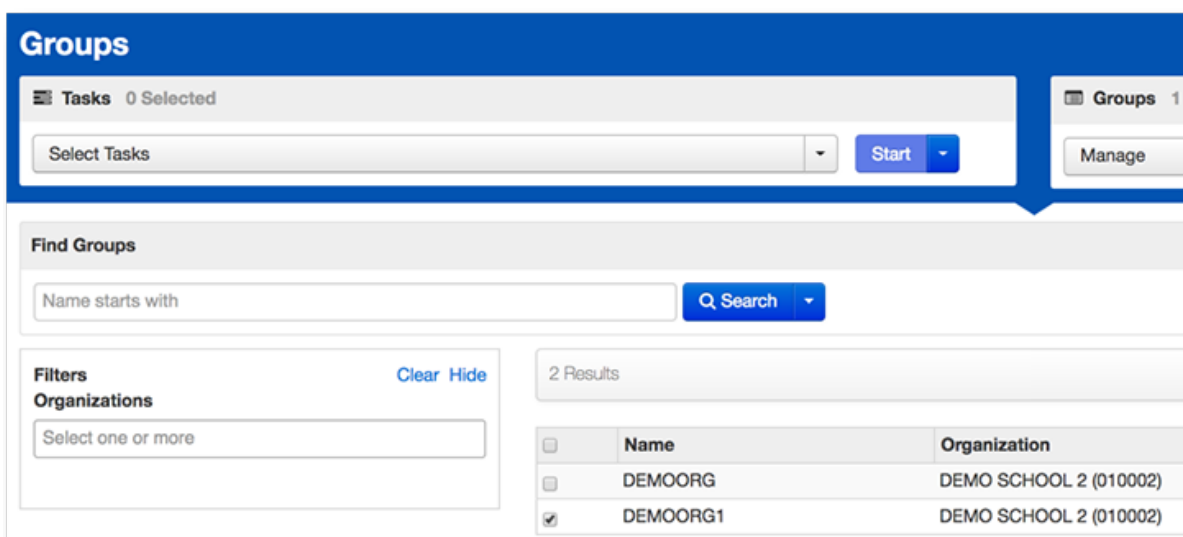 Groups
Tasks 0 Selected
Groups 1
Select Tasks
Start
Manage
Find Groups
Name starts with
Search
Filters
Clear Hide
Organizations
Select one or more
2 Results
Name Organization
DEMOORG DEMO SCHOOL 2 (010002)
DEMOORG1 DEMO SCHOOL 2 (010002)